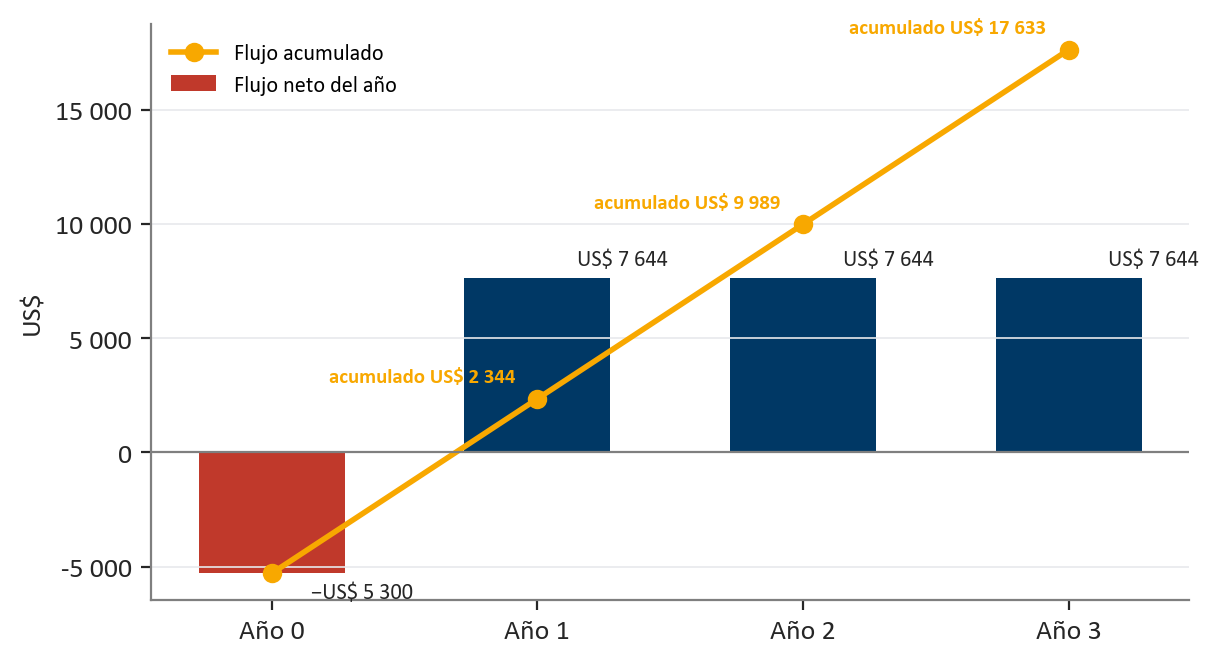 acumulado US$ 17 633
Flujo acumulado
Flujo neto del año
15 000
acumulado US$ 9 989
10 000
US$ 7 644
US$ 7 644
US$ 7 644
US$
5 000
acumulado US$ 2 344
0
-5 000
−US$ 5 300
Año 0
Año 1
Año 2
Año 3